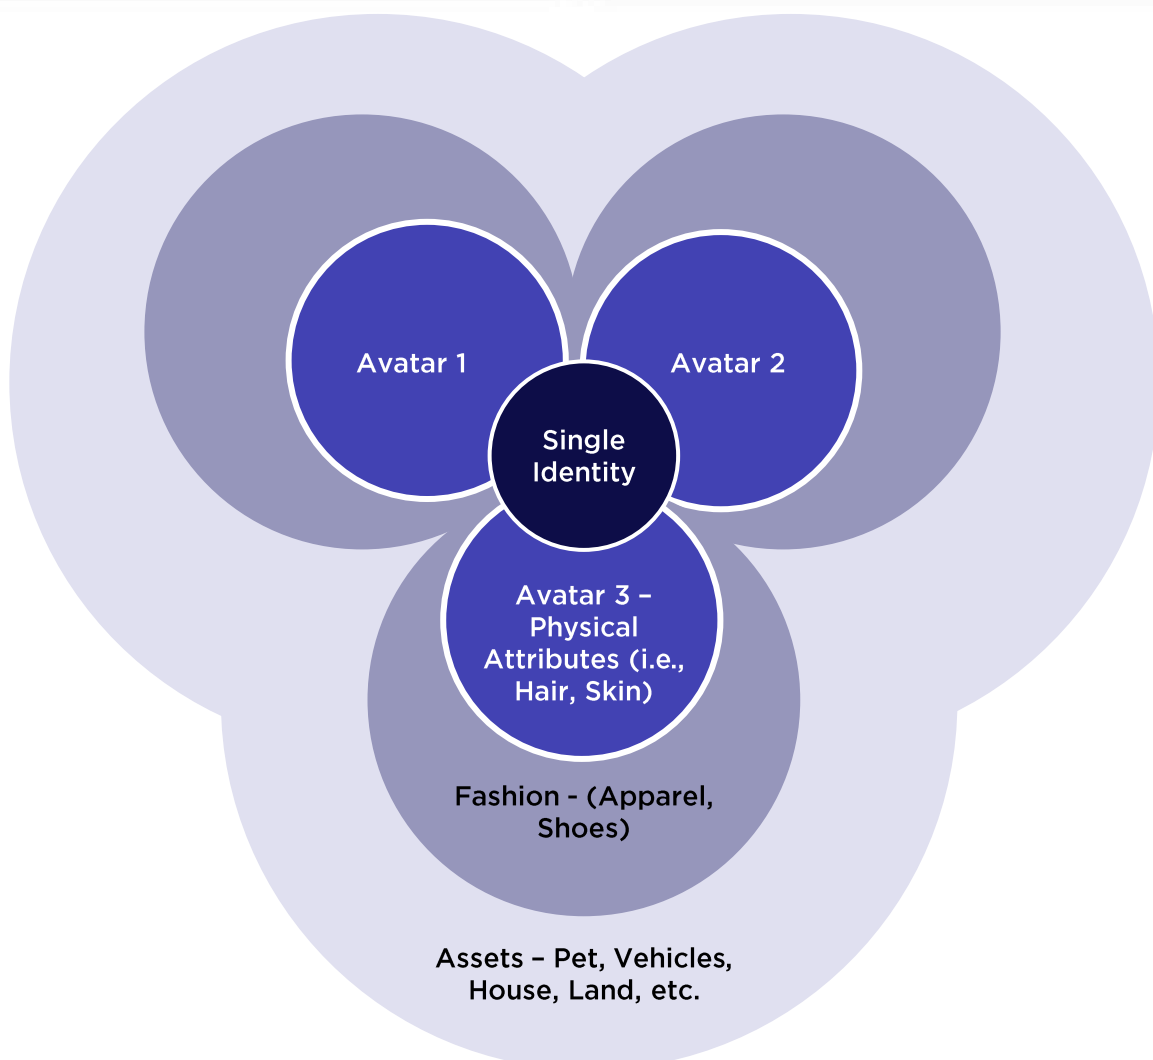 Avatar 1
Avatar 2
Single
Identity
Avatar 3 –
Physical
Attributes (i.e.,
Hair, Skin)
Fashion - (Apparel,
Shoes)
Assets – Pet, Vehicles,
House, Land, etc.